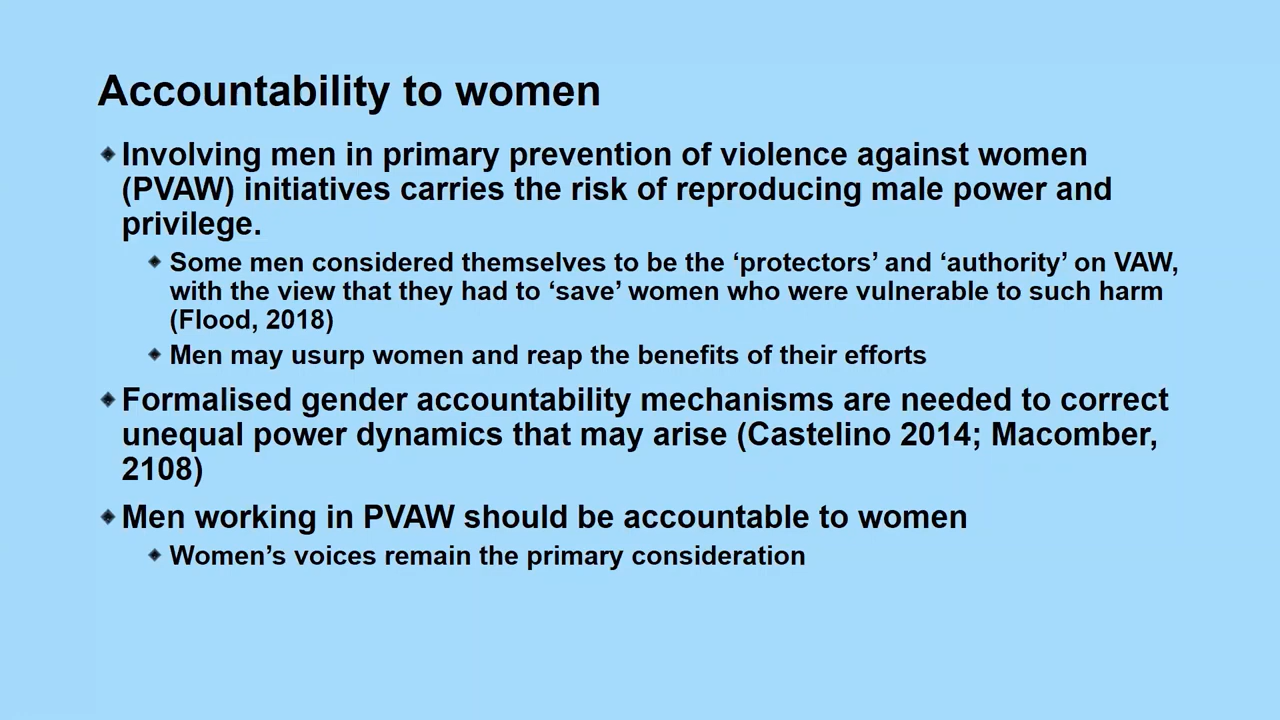 Accountability to women
Involving men in primary prevention of violence against women
(PVAW) initiatives carries the risk of reproducing male power and
privilege.
Some men considered themselves to be the ‘protectors’ and ‘authority’ on VAW,
with the view that they had to ‘save’ women who were vulnerable to such harm
(Flood, 2018)
Men may usurp women and reap the benefits of their efforts
Formalised gender accountability mechanisms are needed to correct
unequal power dynamics that may arise (Castelino 2014; Macomber,
2108)
Men working in PVAW should be accountable to women
Women’s voices remain the primary consideration